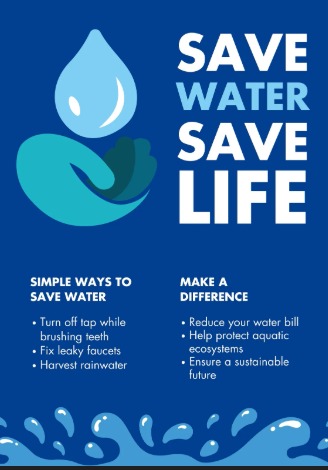 SAVE
WATER
SAVE
LIFE
SIMPLE WAYS TO
SAVE WATER
• Turn off tap while
brushing teeth
• Fix leaky faucets
• Harvest rainwater
MAKE A
DIFFERENCE
• Reduce your water bill
• Help protect aquatic
ecosystems
• Ensure a sustainable
future